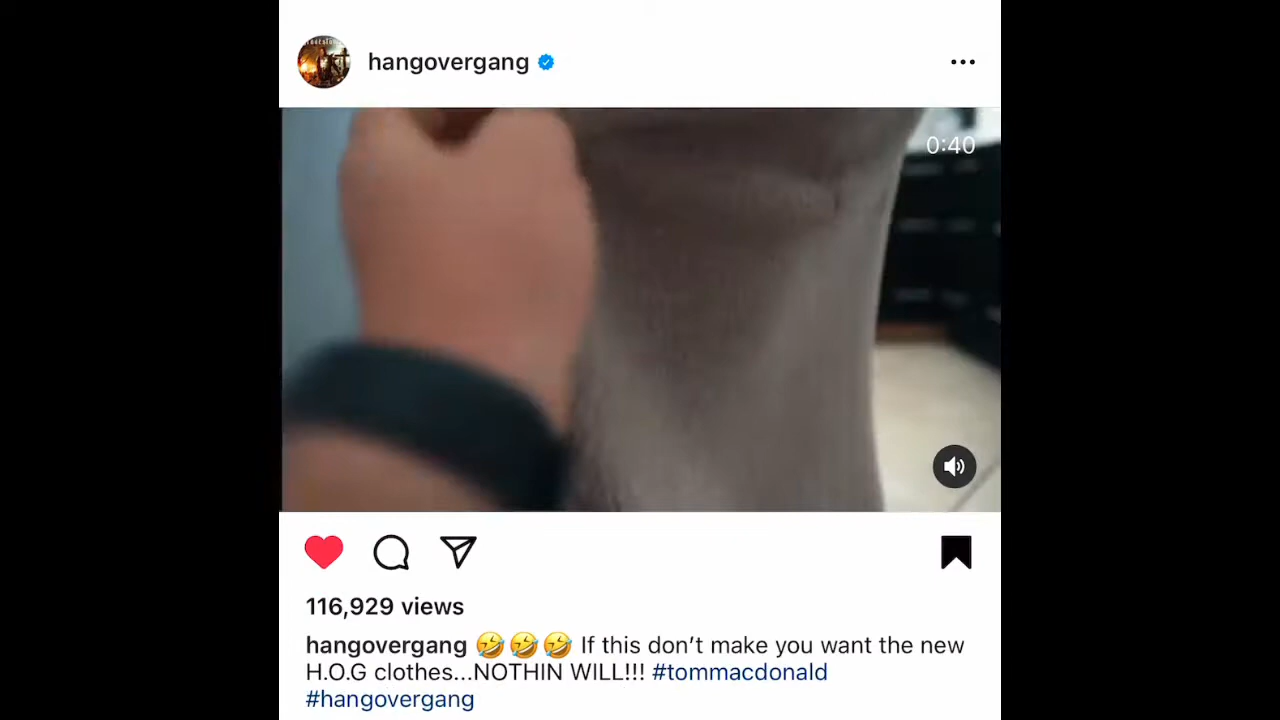 hangovergang
0:40
116,929 views
hangovergang 🤣🤣🤣 If this don’t make you want the new
H.O.G clothes...NOTHIN WILL!!! #tommacdonald
#hangovergang